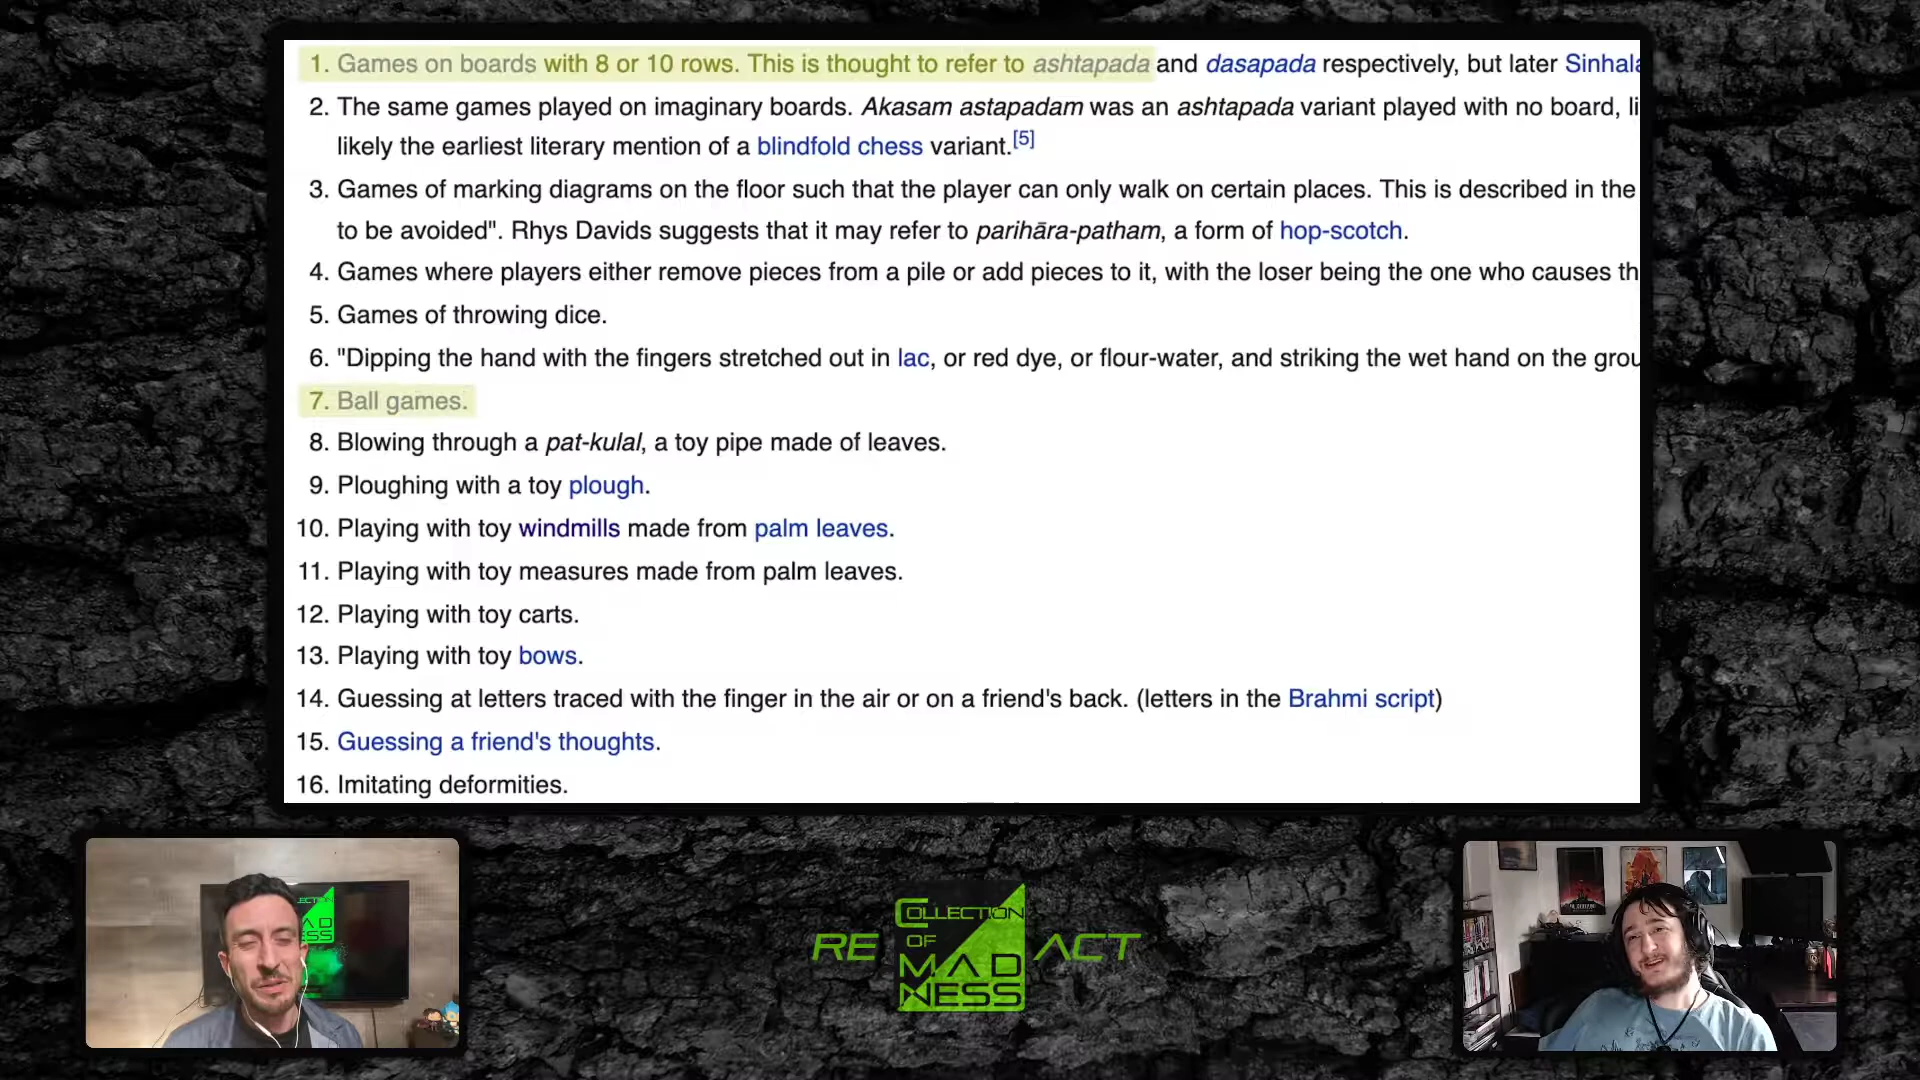 1. Games on boards with 8 or 10 rows. This is thought to refer to ashtapada and dasapada respectively, but later Sinhala
2. The same games played on imaginary boards. Akasam astapadam was an ashtapada variant played with no board, li
likely the earliest literary mention of a blindfold chess variant.[5]
3. Games of marking diagrams on the floor such that the player can only walk on certain places. This is described in the
to be avoided". Rhys Davids suggests that it may refer to parihāra-patham, a form of hop-scotch.
4. Games where players either remove pieces from a pile or add pieces to it, with the loser being the one who causes th
5. Games of throwing dice.
6. "Dipping the hand with the fingers stretched out in lac, or red dye, or flour-water, and striking the wet hand on the grou
7. Ball games.
8. Blowing through a pat-kulal, a toy pipe made of leaves.
9. Ploughing with a toy plough.
10. Playing with toy windmills made from palm leaves.
11. Playing with toy measures made from palm leaves.
12. Playing with toy carts.
13. Playing with toy bows.
14. Guessing at letters traced with the finger in the air or on a friend's back. (letters in the Brahmi script)
15. Guessing a friend's thoughts.
16. Imitating deformities.
COLLECTION
RE OF ACT
MAD
NESS